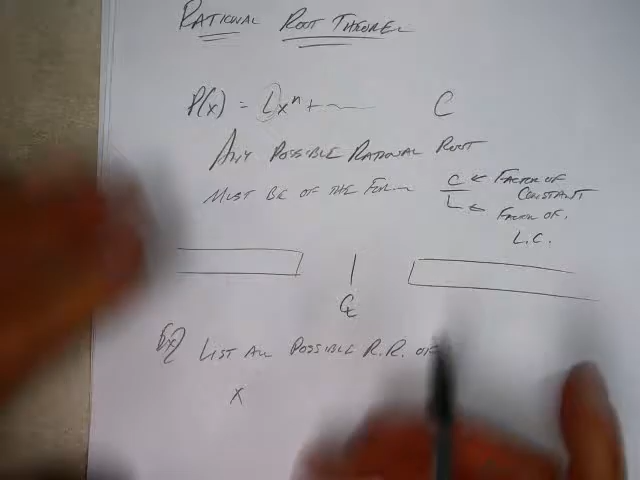 RATIONAL ROOT THEOREM
P(x) = Lxⁿ + C
ANY POSSIBLE RATIONAL ROOT
MUST BE OF THE FORM C/L ← FACTOR OF CONSTANT
← FACTOR OF L.C.
℄
Ex) LIST ALL POSSIBLE R.R. OF
x